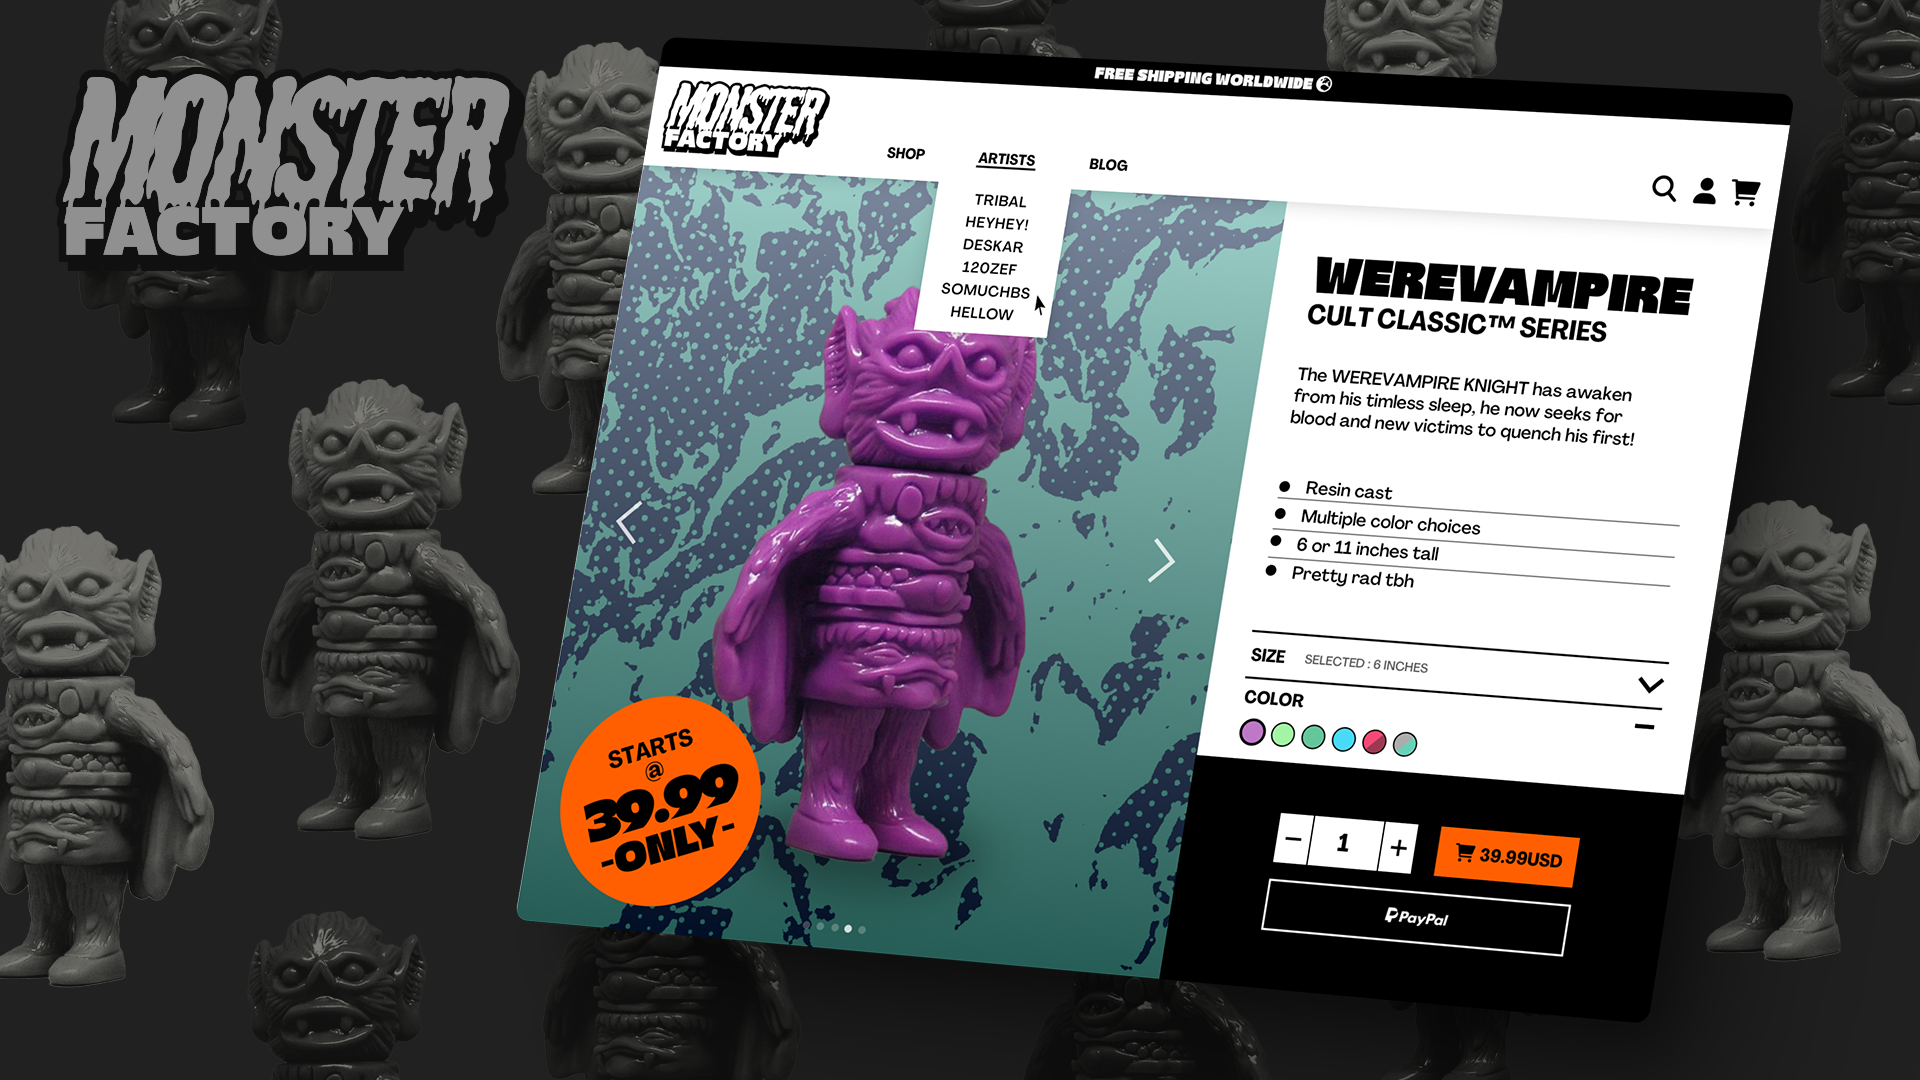 MONSTER
FACTORY
FREE SHIPPING WORLDWIDE
MONSTER
FACTORY
SHOP
ARTISTS
BLOG
TRIBAL
HEYHEY!
DESKAR
120ZEF
SOMUCHBS
HELLOW
WEREVAMPIRE
CULT CLASSIC™ SERIES
The WEREVAMPIRE KNIGHT has awaken
from his timless sleep, he now seeks for
blood and new victims to quench his first!
Resin cast
Multiple color choices
6 or 11 inches tall
Pretty rad tbh
SIZE SELECTED : 6 INCHES
COLOR
STARTS
@
39.99
-ONLY-
− 1 + 39.99USD
PayPal